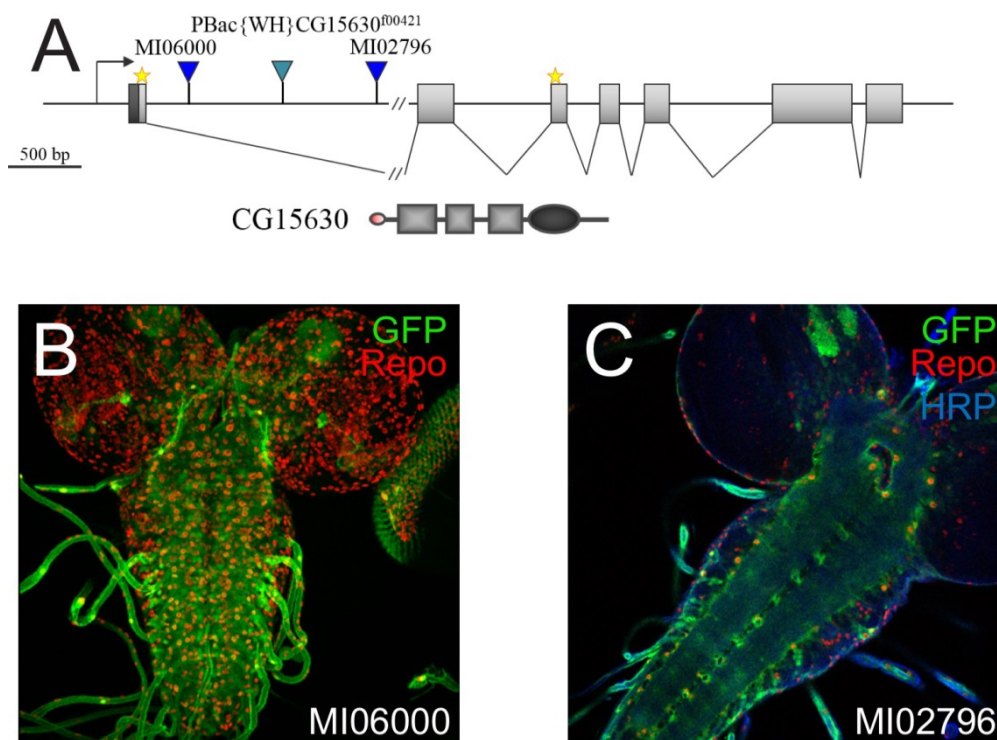 A
PBac{WH}CG15630f00421
MI06000
MI02796
//
500 bp
//
CG15630
B
GFP
Repo
MI06000
C
GFP
Repo
HRP
MI02796